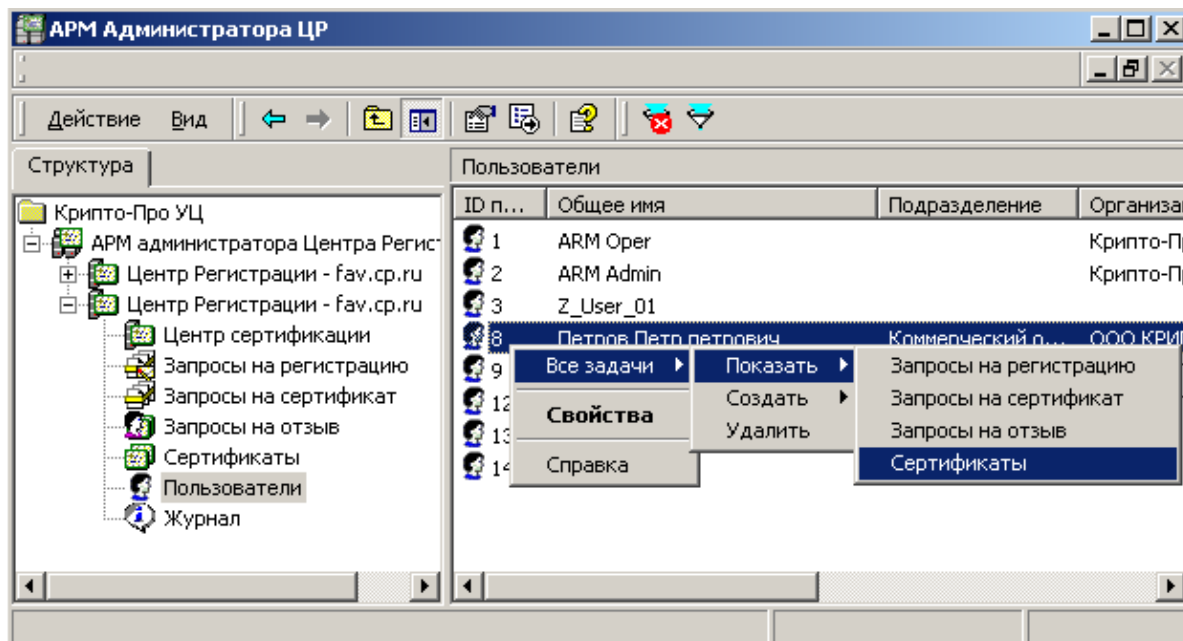 АРМ Администратора ЦР
Действие Вид
Структура
Пользователи
Крипто-Про УЦ
АРМ администратора Центра Регист
Центр Регистрации - fav.cp.ru
Центр Регистрации - fav.cp.ru
Центр сертификации
Запросы на регистрацию
Запросы на сертификат
Запросы на отзыв
Сертификаты
Пользователи
Журнал
ID п... Общее имя Подразделение Организа
1 ARM Oper Крипто-П
2 ARM Admin Крипто-П
3 Z_User_01
8 Петров Петр петрович Коммерческий о... ООО КРИП
9
12
13
14
Все задачи
Свойства
Справка
Показать
Создать
Удалить
Запросы на регистрацию
Запросы на сертификат
Запросы на отзыв
Сертификаты